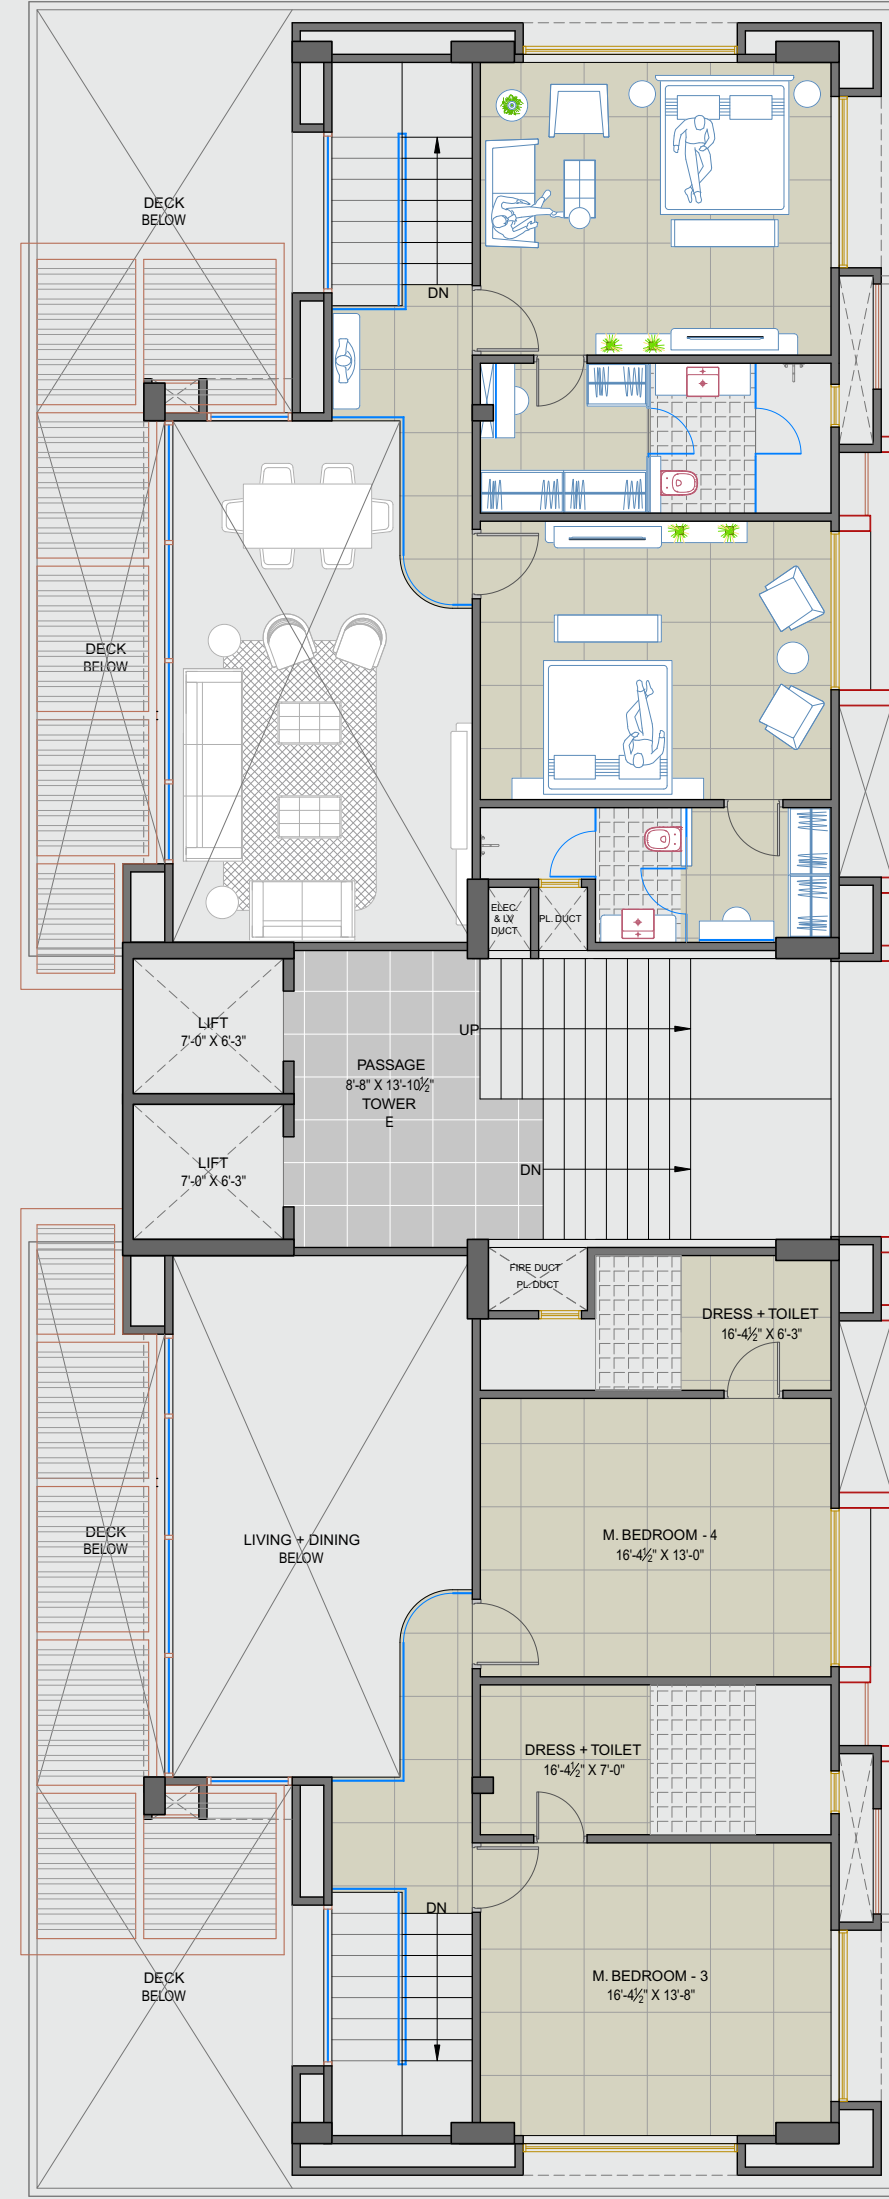 DECK
BELOW
DN
DECK
BELOW
ELEC.
& LV
DUCT
PL. DUCT
LIFT
7'-0" X 6'-3"
UP
PASSAGE
8'-8" X 13'-10½"
TOWER
E
LIFT
7'-0" X 6'-3"
DN
FIRE DUCT
PL. DUCT
DRESS + TOILET
16'-4½" X 6'-3"
DECK
BELOW
LIVING + DINING
BELOW
M. BEDROOM - 4
16'-4½" X 13'-0"
DRESS + TOILET
16'-4½" X 7'-0"
DN
DECK
BELOW
M. BEDROOM - 3
16'-4½" X 13'-8"